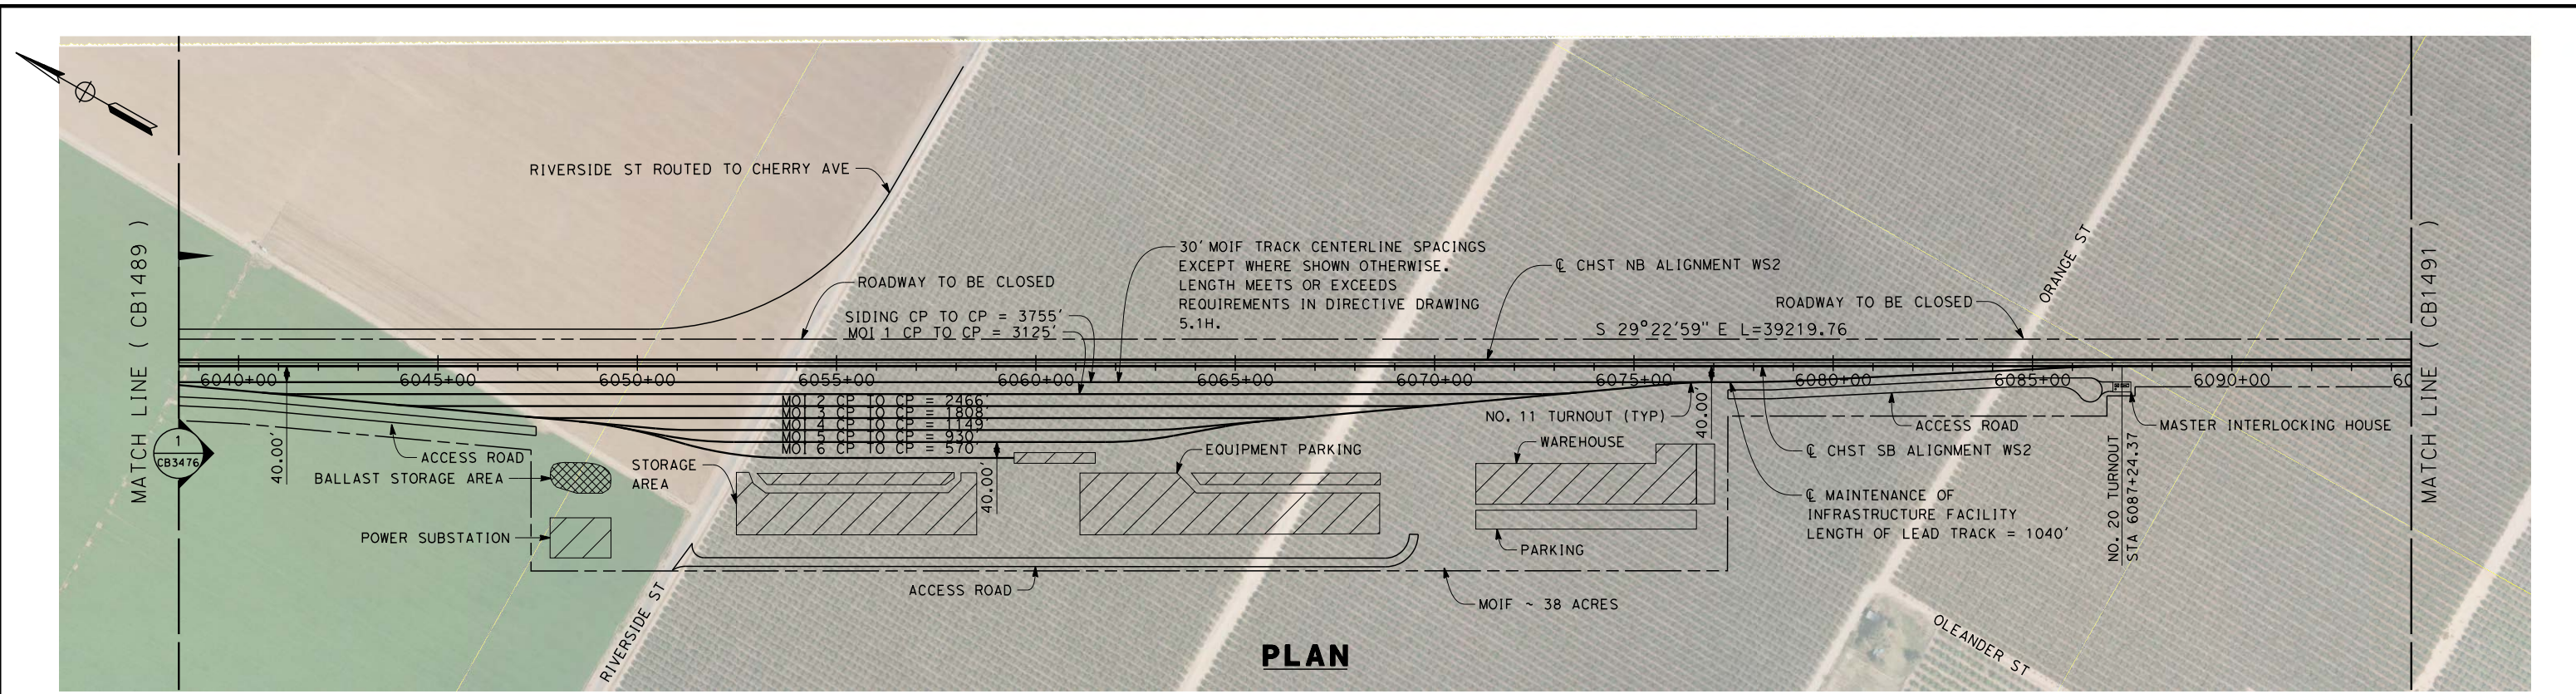 MATCH LINE ( CB1489 )
1
CB3476
RIVERSIDE ST ROUTED TO CHERRY AVE
ROADWAY TO BE CLOSED
SIDING CP TO CP = 3755'
MOI 1 CP TO CP = 3125'
30' MOIF TRACK CENTERLINE SPACINGS
EXCEPT WHERE SHOWN OTHERWISE.
LENGTH MEETS OR EXCEEDS
REQUIREMENTS IN DIRECTIVE DRAWING
5.1H.
℄ CHST NB ALIGNMENT WS2
ORANGE ST
ROADWAY TO BE CLOSED
S 29°22'59" E L=39219.76
6040+00
6045+00
6050+00
6055+00
6060+00
6065+00
6070+00
6075+00
6080+00
6085+00
6090+00
MOI 2 CP TO CP = 2466'
MOI 3 CP TO CP = 1808'
MOI 4 CP TO CP = 1149'
MOI 5 CP TO CP = 930'
MOI 6 CP TO CP = 570'
40.00'
ACCESS ROAD
BALLAST STORAGE AREA
POWER SUBSTATION
STORAGE
AREA
40.00'
EQUIPMENT PARKING
NO. 11 TURNOUT (TYP)
WAREHOUSE
40.00'
PARKING
ACCESS ROAD
MASTER INTERLOCKING HOUSE
℄ CHST SB ALIGNMENT WS2
℄ MAINTENANCE OF
INFRASTRUCTURE FACILITY
LENGTH OF LEAD TRACK = 1040'
NO. 20 TURNOUT
STA 6087+24.37
ACCESS ROAD
MOIF ~ 38 ACRES
RIVERSIDE ST
OLEANDER ST
MATCH LINE ( CB1491 )
PLAN